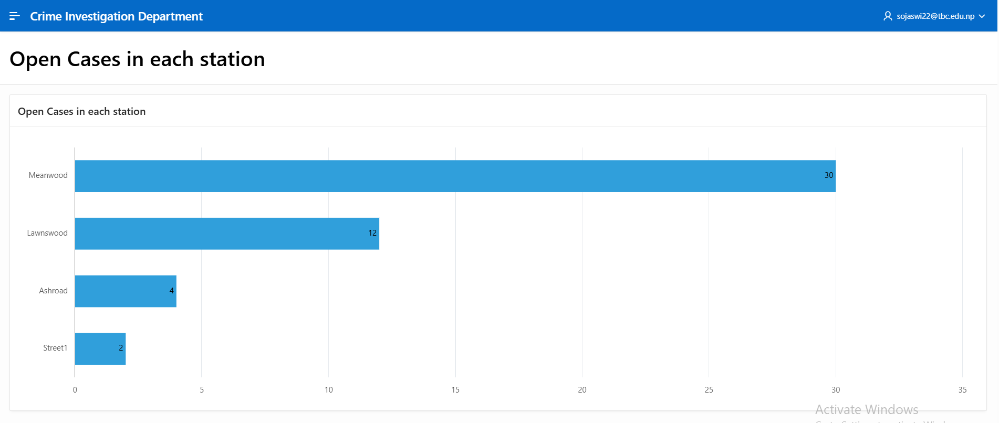 Crime Investigation Department
sojaswi22@tbc.edu.np
Open Cases in each station
Open Cases in each station
Meanwood
30
Lawnswood
12
Ashroad
4
Street1
2
0 5 10 15 20 25 30 35
Activate Windows